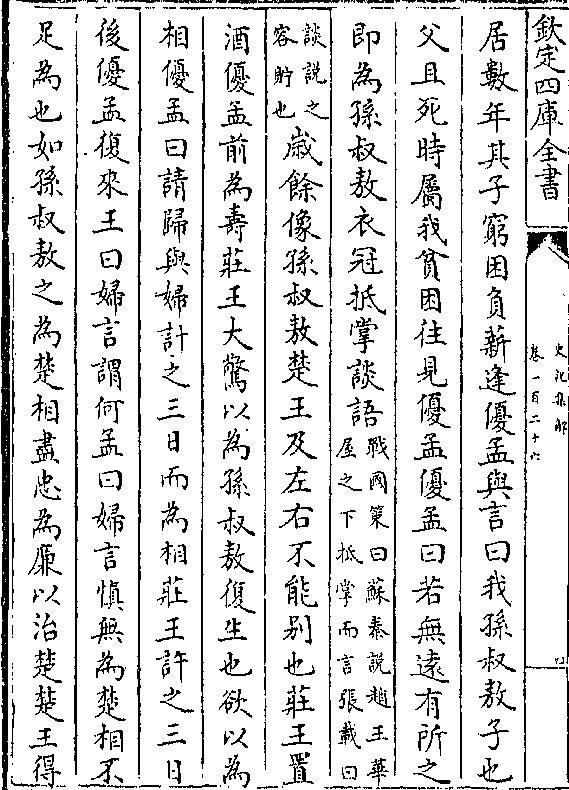 欽定四庫全書
史記集解
卷一百二十六
四
居數年其子窮困負薪逢優孟與言曰我孫叔敖子也
父且死時屬我貧困往見優孟優孟曰若無遠有所之
即為孫叔敖衣冠抵掌談語戰國策曰蘇秦説趙王華
屋之下抵掌而言張載曰
談説之
容貯也歳餘像孫叔敖楚王及左右不能别也莊王置
酒優孟前為壽莊王大驚以為孫叔敖復生也欲以為
相優孟曰請歸與婦計之三日而為相莊王許之三日
後優孟復來王曰婦言謂何孟曰婦言慎無為楚相不
足為也如孫叔敖之為楚相盡忠為廉以治楚楚王得